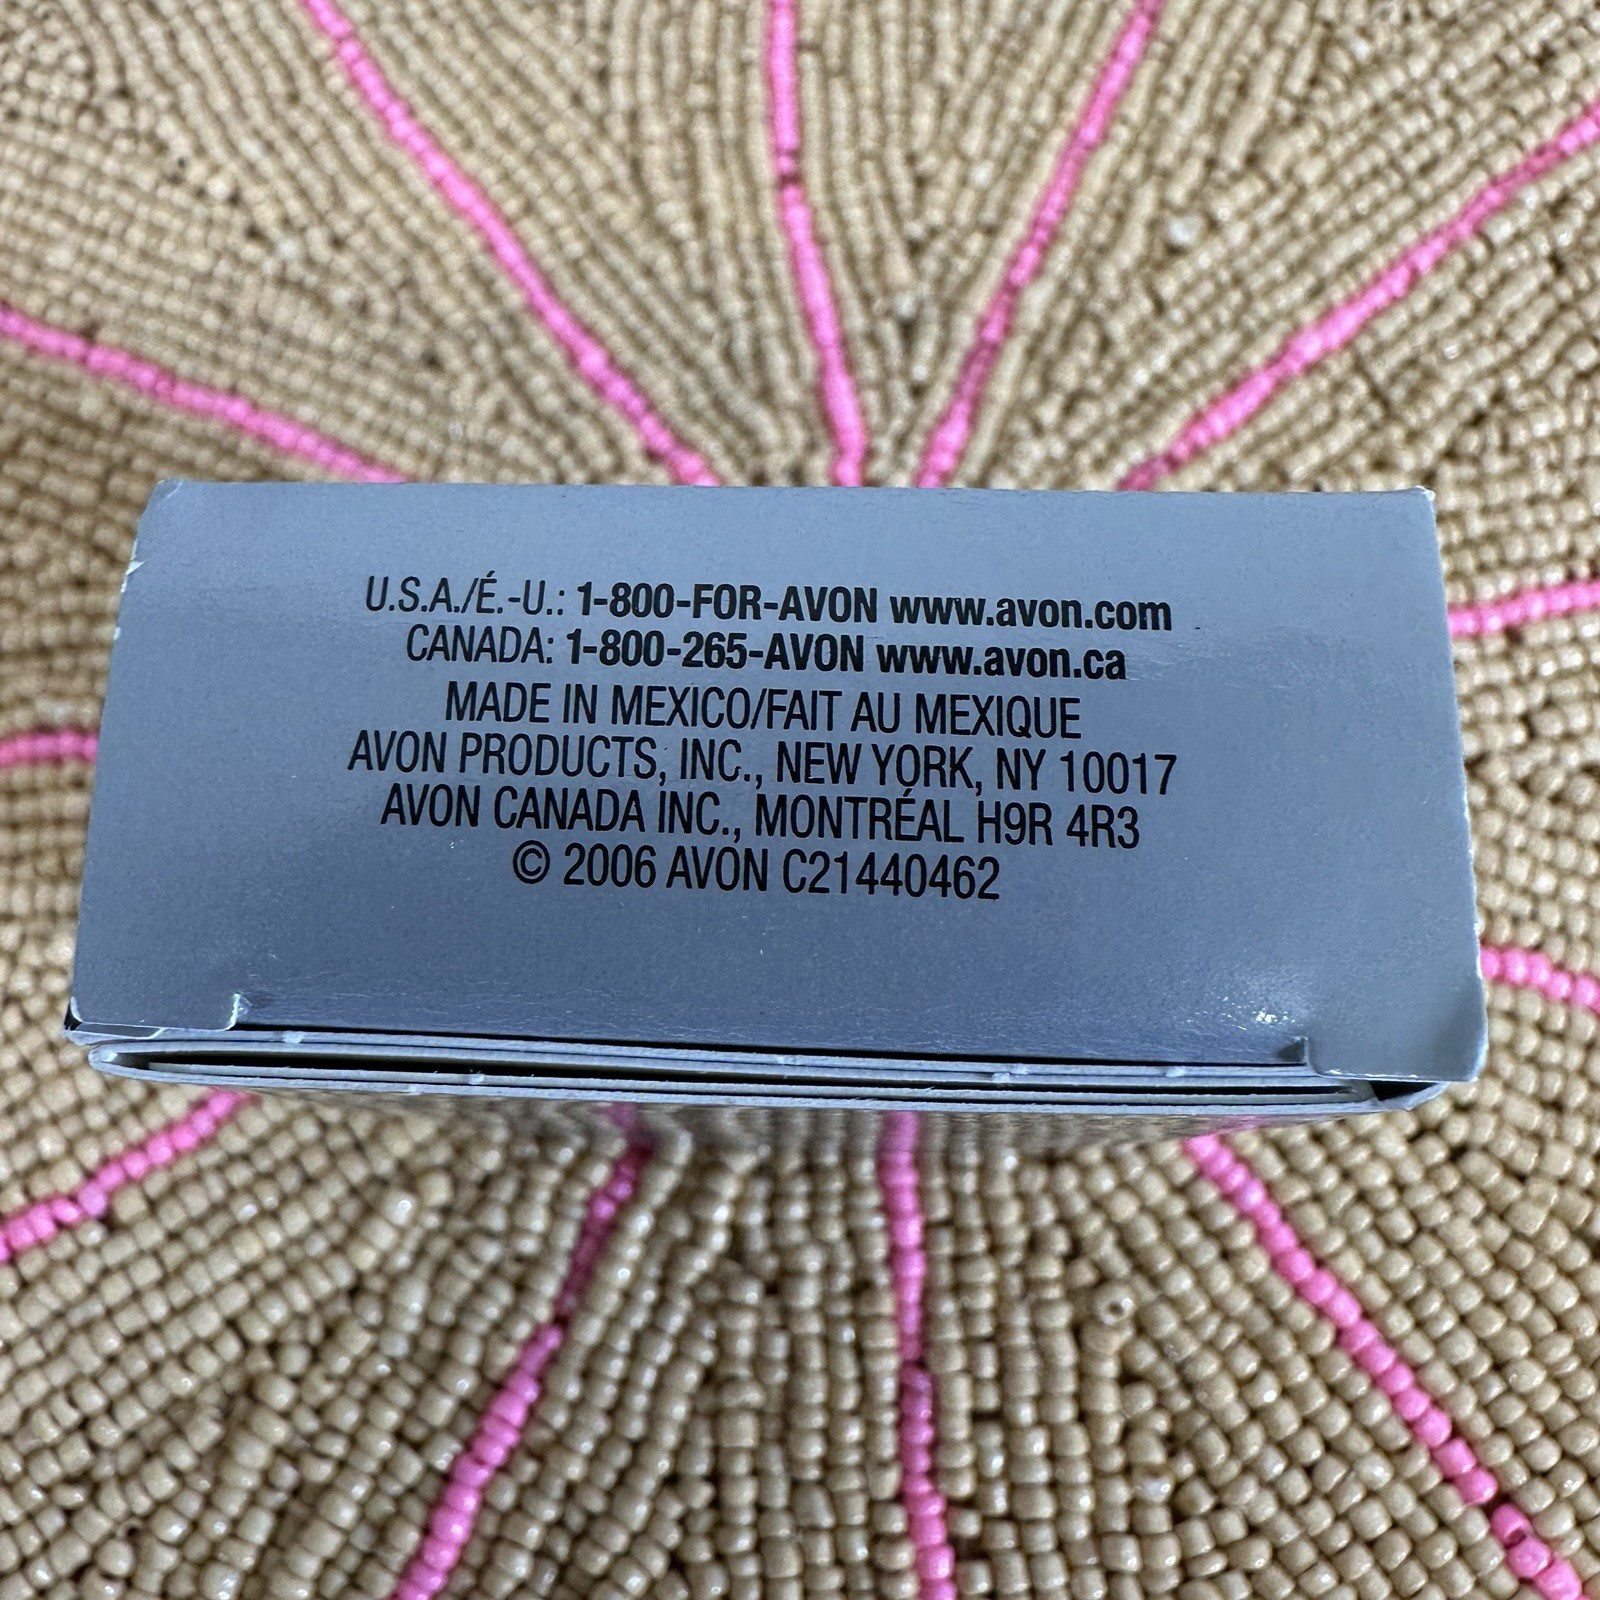 U.S.A./É.-U.: 1-800-FOR-AVON www.avon.com
CANADA: 1-800-265-AVON www.avon.ca
MADE IN MEXICO/FAIT AU MEXIQUE
AVON PRODUCTS, INC., NEW YORK, NY 10017
AVON CANADA INC., MONTRÉAL H9R 4R3
© 2006 AVON C21440462